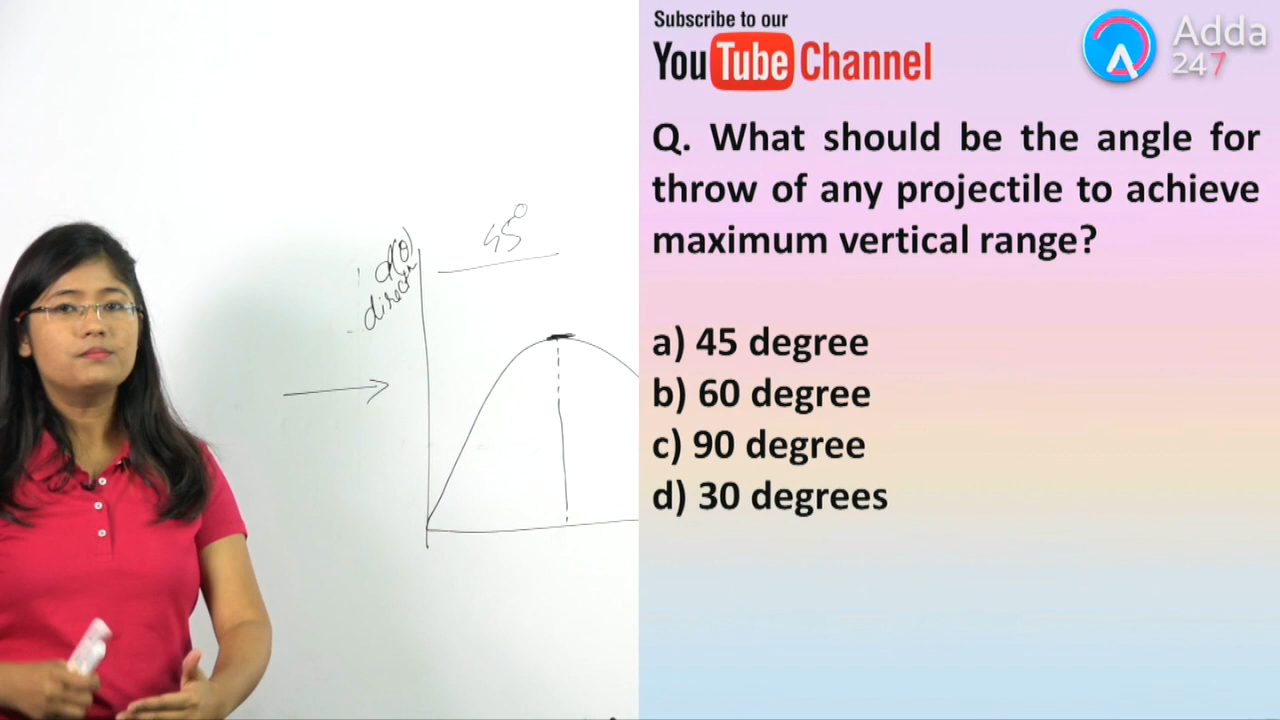 Subscribe to our
YouTube Channel
Adda
247
Q. What should be the angle for
throw of any projectile to achieve
maximum vertical range?
a) 45 degree
b) 60 degree
c) 90 degree
d) 30 degrees
45°